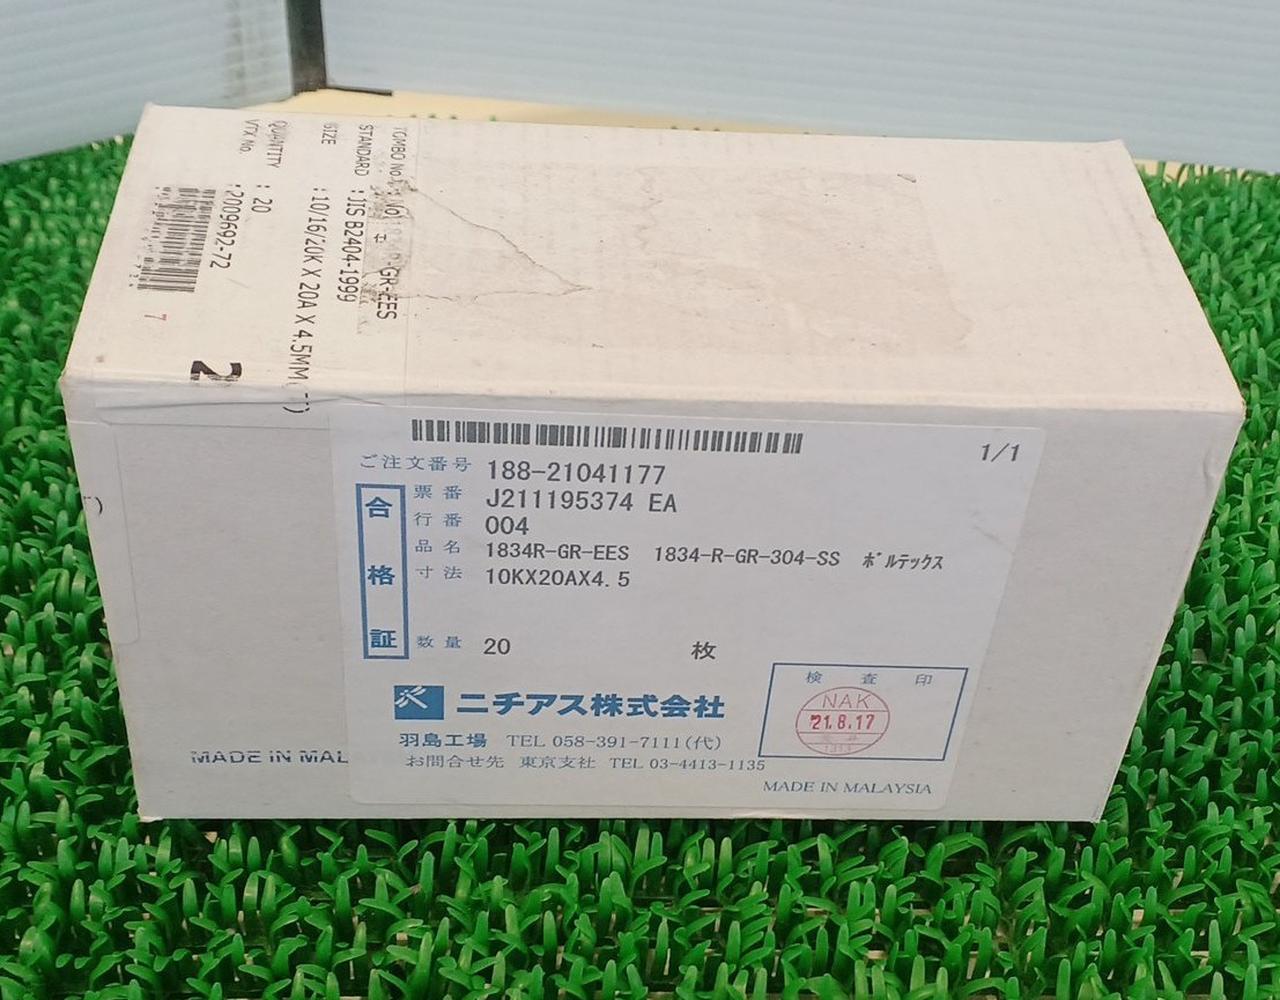 TOMBO No.
GR-EES
STANDARD : JIS B2404-1999
SIZE : 10/16/20K X 20A X 4.5MM
QUANTITY : 20
VTX No. : 2009692-72
7
2
1/1
ご注文番号 188-21041177
票番 J211195374 EA
行番 004
品名 1834R-GR-EES 1834-R-GR-304-SS ボルテックス
寸法 10KX20AX4.5
数量 20 枚
合格証
ニチアス株式会社
羽島工場 TEL 058-391-7111(代)
お問合せ先 東京支社 TEL 03-4413-1135
検査印
NAK
'21.8.17
MADE IN MALAYSIA
MADE IN MAL